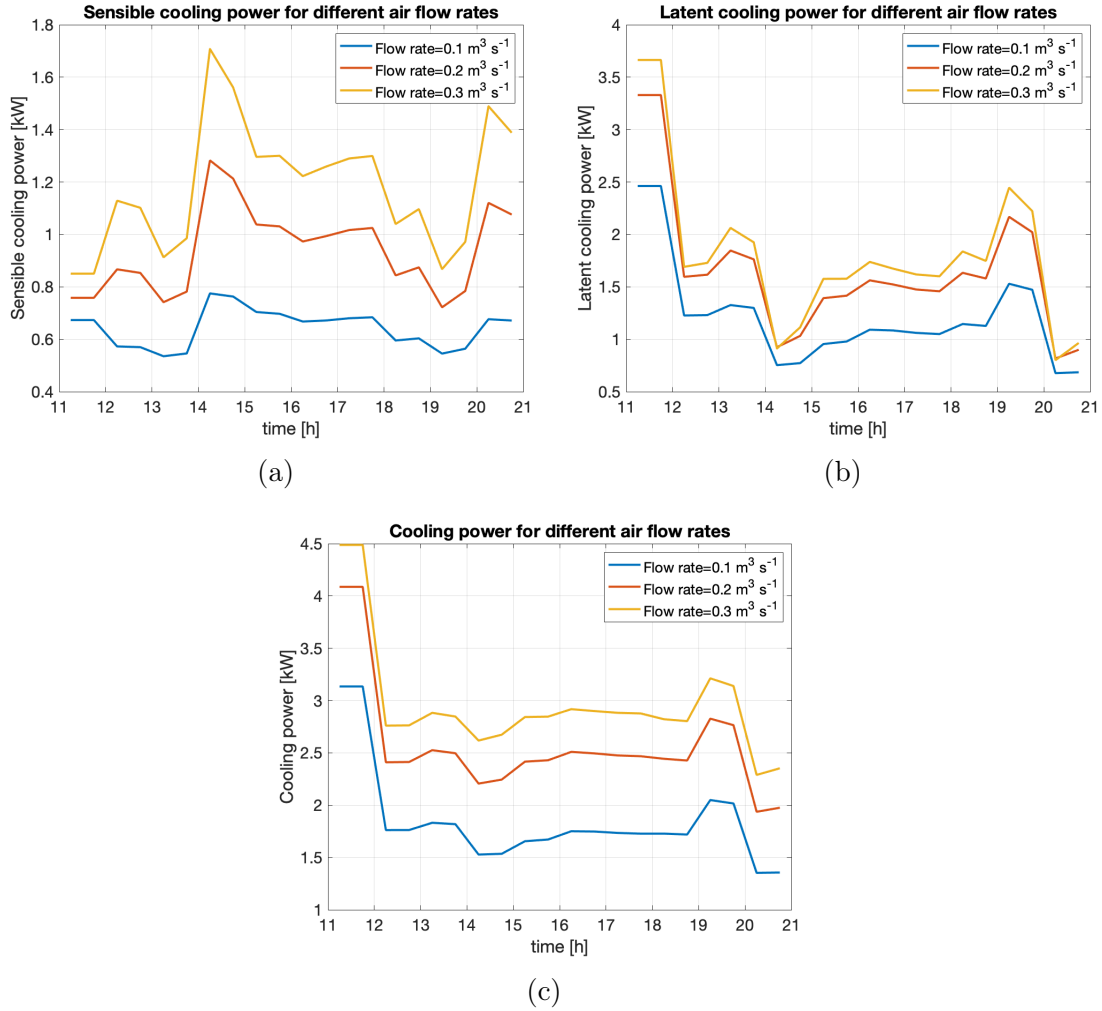 Sensible cooling power for different air flow rates
Sensible cooling power [kW]
1.8
1.6
1.4
1.2
1
0.8
0.6
0.4
Flow rate=0.1 m³ s⁻¹
Flow rate=0.2 m³ s⁻¹
Flow rate=0.3 m³ s⁻¹
11 12 13 14 15 16 17 18 19 20 21
time [h]
(a)
Latent cooling power for different air flow rates
Latent cooling power [kW]
4
3.5
3
2.5
2
1.5
1
0.5
Flow rate=0.1 m³ s⁻¹
Flow rate=0.2 m³ s⁻¹
Flow rate=0.3 m³ s⁻¹
11 12 13 14 15 16 17 18 19 20 21
time [h]
(b)
Cooling power for different air flow rates
Cooling power [kW]
4.5
4
3.5
3
2.5
2
1.5
1
Flow rate=0.1 m³ s⁻¹
Flow rate=0.2 m³ s⁻¹
Flow rate=0.3 m³ s⁻¹
11 12 13 14 15 16 17 18 19 20 21
time [h]
(c)